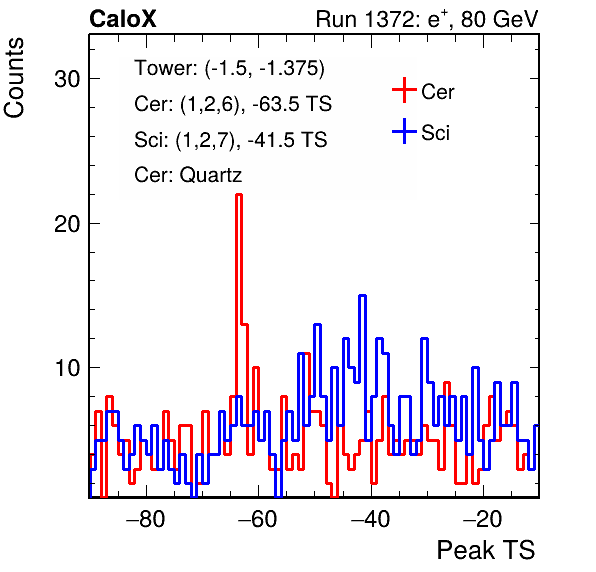 CaloX Run 1372: e⁺, 80 GeV
Counts
Tower: (-1.5, -1.375)
Cer: (1,2,6), -63.5 TS
Sci: (1,2,7), -41.5 TS
Cer: Quartz
Cer
Sci
30
20
10
−80 −60 −40 −20
Peak TS